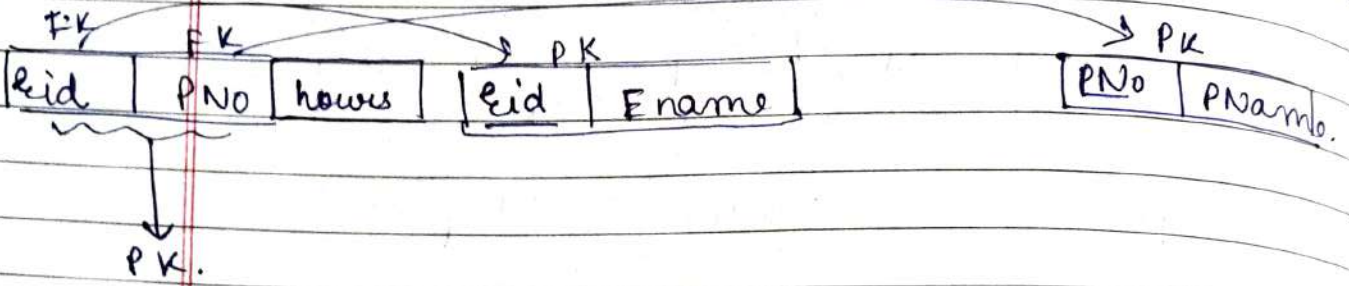 FK FK PK PK
Eid PNo hours Eid Ename PNo PName.
PK.